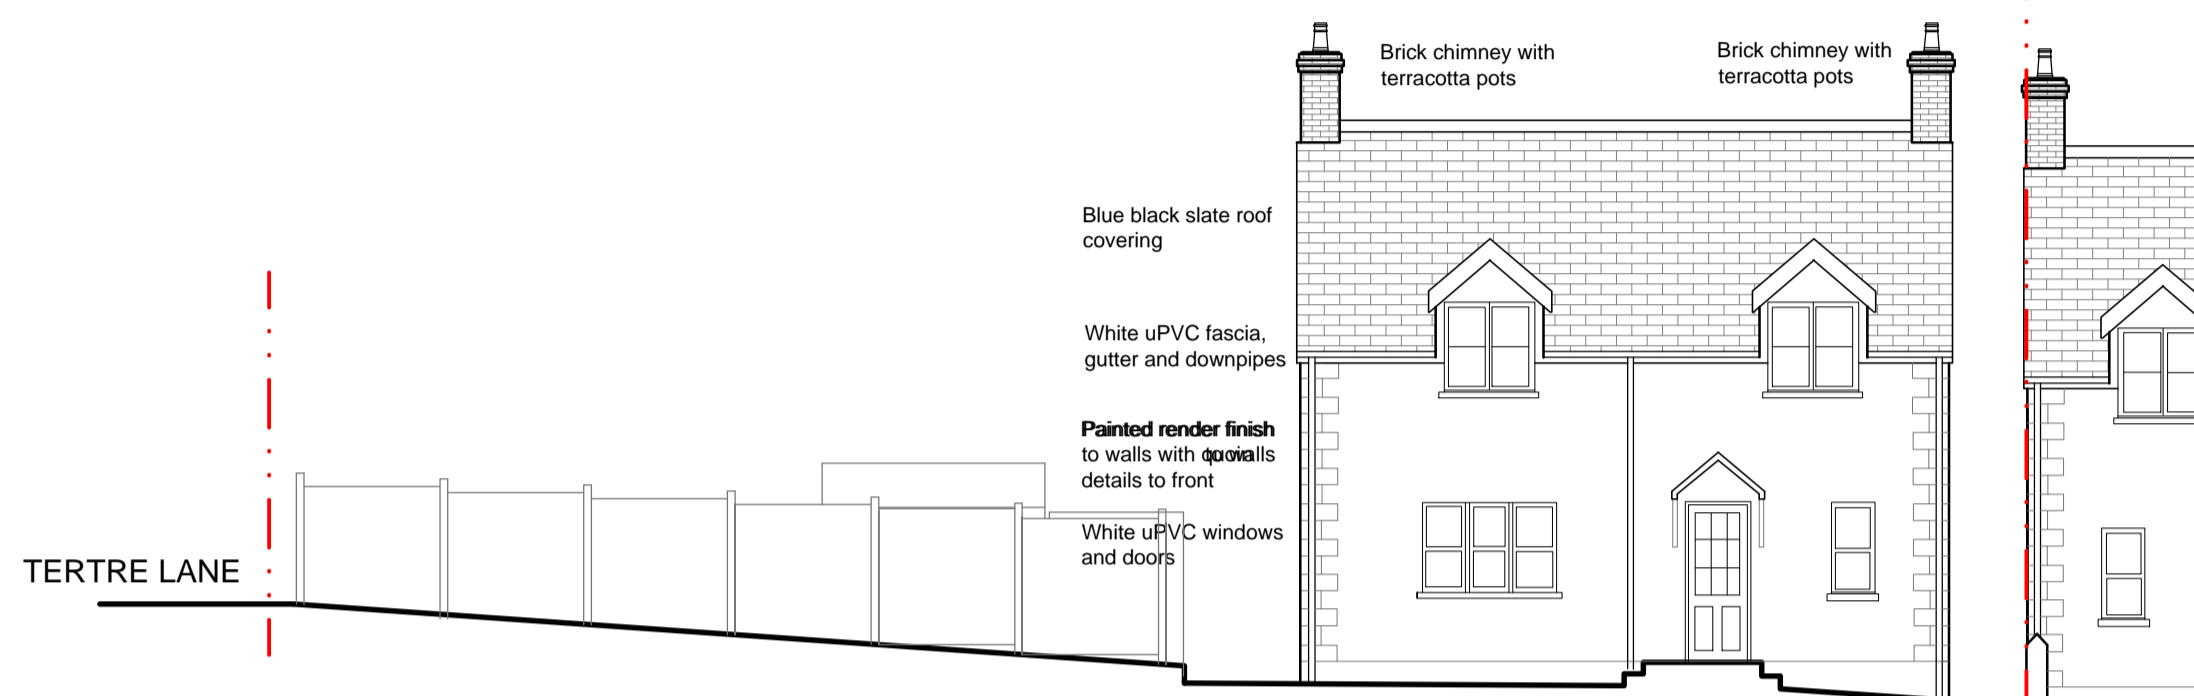 Brick chimney with
terracotta pots
Brick chimney with
terracotta pots
Blue black slate roof
covering
White uPVC fascia,
gutter and downpipes
Painted render finish
to walls with quoin
details to front
White uPVC windows
and doors
TERTRE LANE